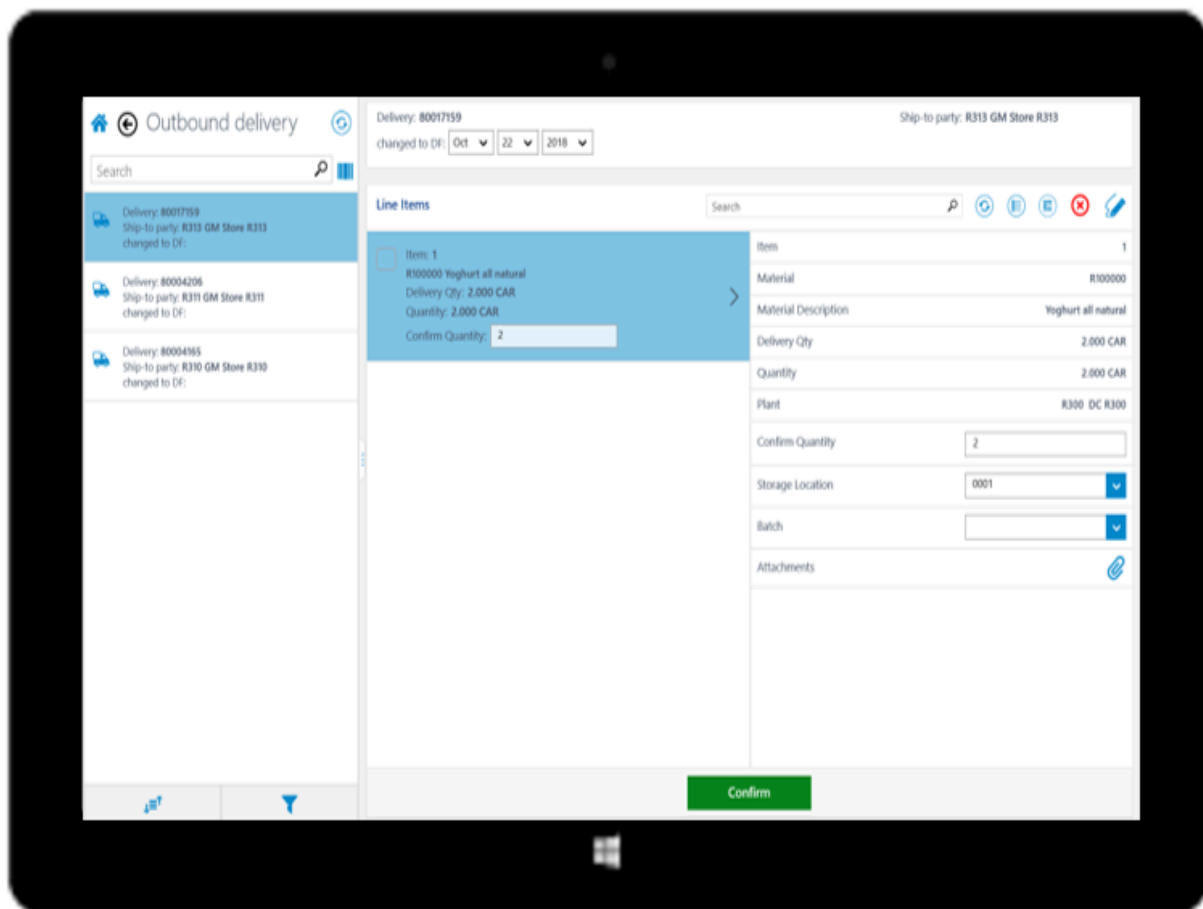 Outbound delivery
Search
Delivery: 80017159
Ship-to party: R313 GM Store R313
changed to DF:
Delivery: 80004206
Ship-to party: R311 GM Store R311
changed to DF:
Delivery: 80004165
Ship-to party: R310 GM Store R310
changed to DF:
Delivery: 80017159
Ship-to party: R313 GM Store R313
changed to DF: Oct 22 2018
Line Items
Search
Item: 1
R100000 Yoghurt all natural
Delivery Qty: 2.000 CAR
Quantity: 2.000 CAR
Confirm Quantity: 2
Item 1
Material R100000
Material Description Yoghurt all natural
Delivery Qty 2.000 CAR
Quantity 2.000 CAR
Plant R300 DC R300
Confirm Quantity 2
Storage Location 0001
Batch
Attachments
Confirm